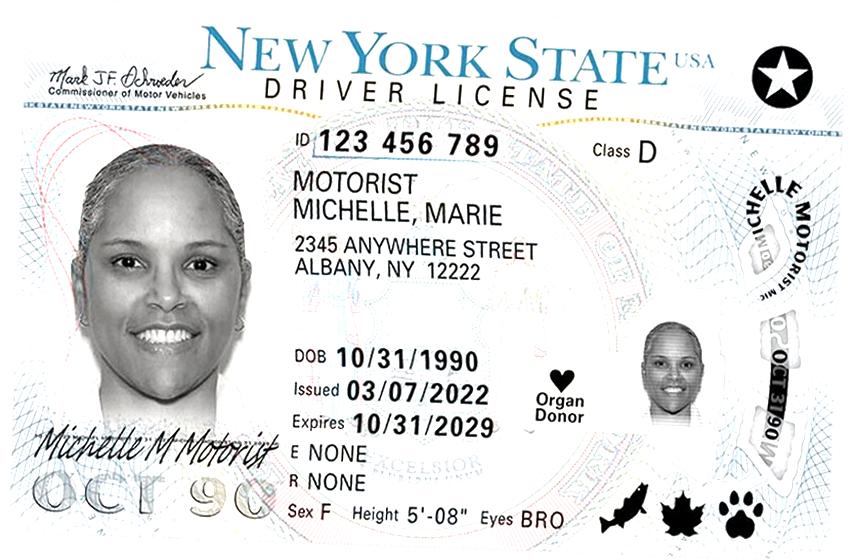 NEW YORK STATE USA
DRIVER LICENSE
Mark J.F. Schroeder
Commissioner of Motor Vehicles
ID 123 456 789
Class D
MOTORIST
MICHELLE, MARIE
2345 ANYWHERE STREET
ALBANY, NY 12222
MICHELLE MOTORIST MIC
DOB 10/31/1990
Issued 03/07/2022
Expires 10/31/2029
Organ
Donor
OCT 31 90
E NONE
R NONE
EXCELSIOR
Michelle M Motorist
OCT 90
Sex F Height 5'-08" Eyes BRO